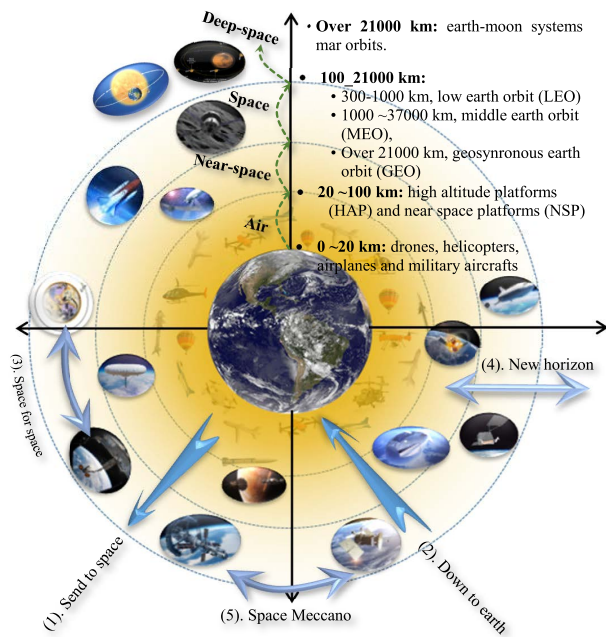 Deep-space
Space
Near-space
Air
• Over 21000 km: earth-moon systems
mar orbits.
• 100_21000 km:
• 300-1000 km, low earth orbit (LEO)
• 1000 ~37000 km, middle earth orbit
(MEO),
• Over 21000 km, geosynronous earth
orbit (GEO)
• 20 ~100 km: high altitude platforms
(HAP) and near space platforms (NSP)
• 0 ~20 km: drones, helicopters,
airplanes and military aircrafts
(3). Space for space
(4). New horizon
(1). Send to space
(2). Down to earth
(5). Space Meccano